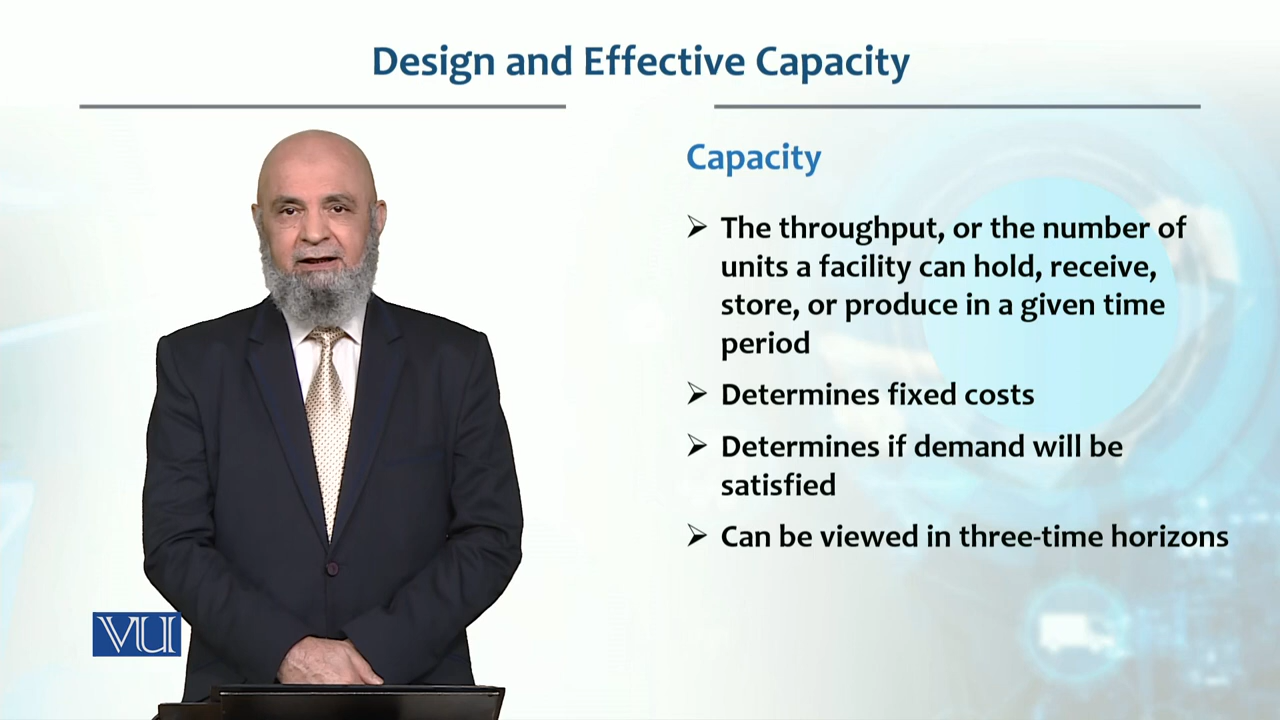 Design and Effective Capacity
Capacity
➢ The throughput, or the number of
units a facility can hold, receive,
store, or produce in a given time
period
➢ Determines fixed costs
➢ Determines if demand will be
satisfied
➢ Can be viewed in three-time horizons
VU